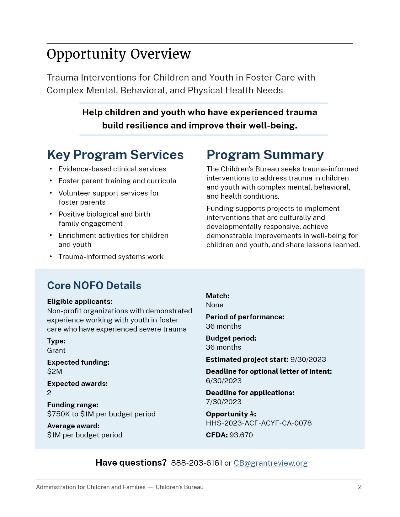 Opportunity Overview
Trauma Interventions for Children and Youth in Foster Care with
Complex Mental, Behavioral, and Physical Health Needs
Help children and youth who have experienced trauma
build resilience and improve their well-being.
Key Program Services
• Evidence-based clinical services
• Foster parent training and curricula
• Volunteer support services for
foster parents
• Positive biological and birth
family engagement
• Enrichment activities for children
and youth
• Trauma-informed systems work
Program Summary
The Children's Bureau seeks trauma-informed
interventions to address trauma in children
and youth with complex mental, behavioral,
and health conditions.
Funding supports projects to implement
interventions that are culturally and
developmentally responsive, achieve
demonstrable improvements in well-being for
children and youth, and share lessons learned.
Core NOFO Details
Eligible applicants:
Non-profit organizations with demonstrated
experience working with youth in foster
care who have experienced severe trauma
Type:
Grant
Expected funding:
$2M
Expected awards:
2
Funding range:
$750K to $1M per budget period
Average award:
$1M per budget period
Match:
None
Period of performance:
36 months
Budget period:
36 months
Estimated project start: 9/30/2023
Deadline for optional letter of intent:
6/30/2023
Deadline for applications:
7/30/2023
Opportunity #:
HHS-2023-ACF-ACYF-CA-0078
CFDA: 93.670
Have questions? 888-203-6161 or CB@grantreview.org
Administration for Children and Families — Children's Bureau 2